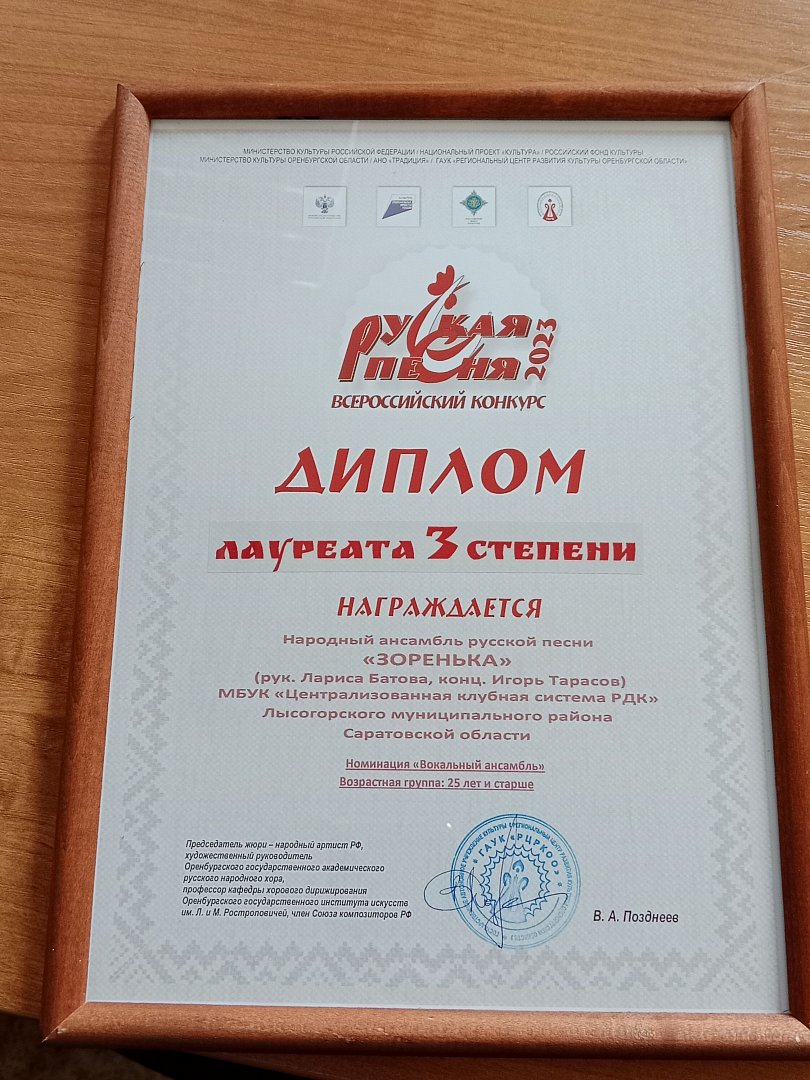 МИНИСТЕРСТВО КУЛЬТУРЫ РОССИЙСКОЙ ФЕДЕРАЦИИ / НАЦИОНАЛЬНЫЙ ПРОЕКТ «КУЛЬТУРА» / РОССИЙСКИЙ ФОНД КУЛЬТУРЫ
МИНИСТЕРСТВО КУЛЬТУРЫ ОРЕНБУРГСКОЙ ОБЛАСТИ / АНО «ТРАДИЦИЯ» / ГАУК «РЕГИОНАЛЬНЫЙ ЦЕНТР РАЗВИТИЯ КУЛЬТУРЫ ОРЕНБУРГСКОЙ ОБЛАСТИ»
РУССКАЯ
ПЕСНЯ
2023
ВСЕРОССИЙСКИЙ КОНКУРС
ДИПЛОМ
ЛАУРЕАТА 3 СТЕПЕНИ
НАГРАЖДАЕТСЯ
Народный ансамбль русской песни
«ЗОРЕНЬКА»
(рук. Лариса Батова, конц. Игорь Тарасов)
МБУК «Централизованная клубная система РДК»
Лысогорского муниципального района
Саратовской области
Номинация «Вокальный ансамбль»
Возрастная группа: 25 лет и старше
Председатель жюри – народный артист РФ,
художественный руководитель
Оренбургского государственного академического
русского народного хора,
профессор кафедры хорового дирижирования
Оренбургского государственного института искусств
им. Л. и М. Ростроповичей, член Союза композиторов РФ
ГАУК «РЦРКОО»
В. А. Позднеев